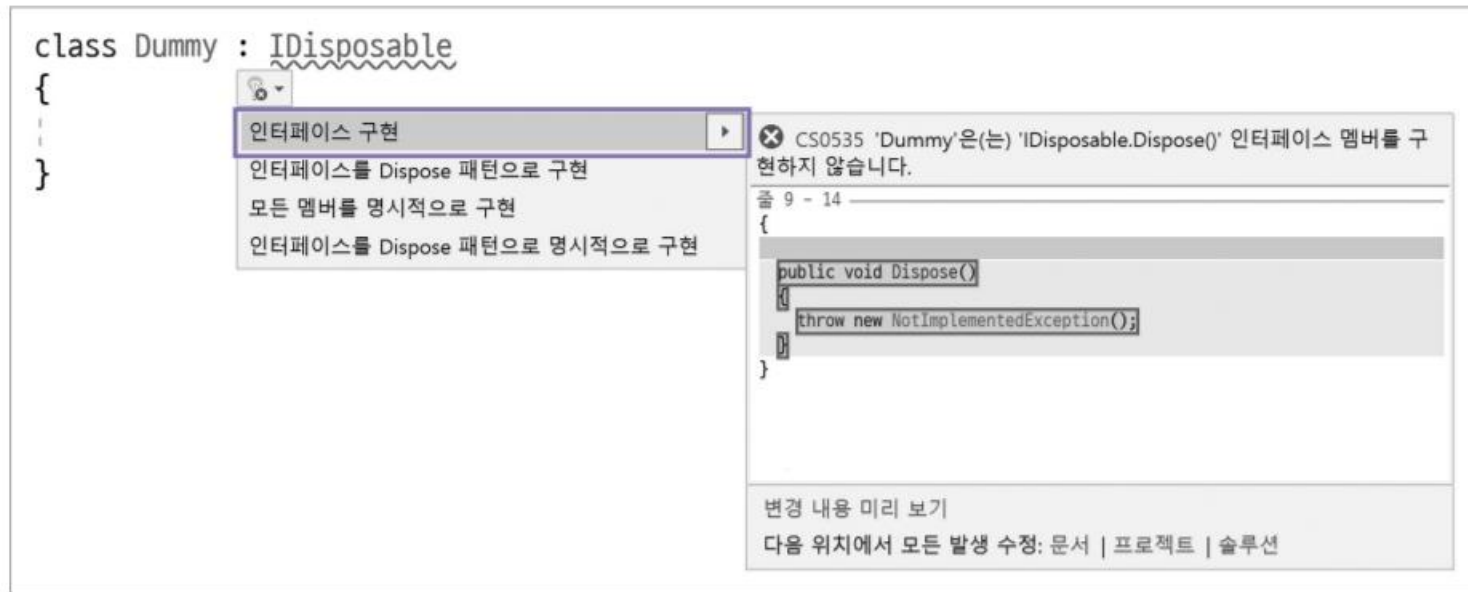 class Dummy : IDisposable
{
인터페이스 구현
인터페이스를 Dispose 패턴으로 구현
모든 멤버를 명시적으로 구현
인터페이스를 Dispose 패턴으로 명시적으로 구현
}
CS0535 'Dummy'은(는) 'IDisposable.Dispose()' 인터페이스 멤버를 구
현하지 않습니다.
줄 9 - 14
{
public void Dispose()
{
throw new NotImplementedException();
}
}
변경 내용 미리 보기
다음 위치에서 모든 발생 수정: 문서 | 프로젝트 | 솔루션